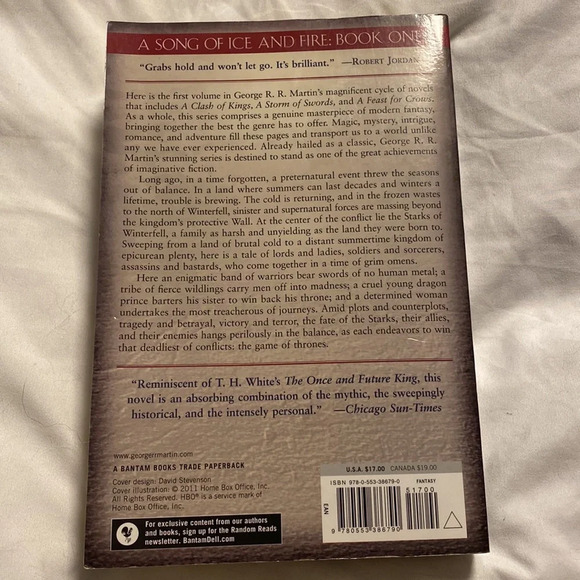 A SONG OF ICE AND FIRE: BOOK ONE
“Grabs hold and won't let go. It's brilliant.” —ROBERT JORDAN
Here is the first volume in George R. R. Martin's magnificent cycle of novels
that includes A Clash of Kings, A Storm of Swords, and A Feast for Crows.
As a whole, this series comprises a genuine masterpiece of modern fantasy,
bringing together the best the genre has to offer. Magic, mystery, intrigue,
romance, and adventure fill these pages and transport us to a world unlike
any we have ever experienced. Already hailed as a classic, George R. R.
Martin's stunning series is destined to stand as one of the great achievements
of imaginative fiction.
Long ago, in a time forgotten, a preternatural event threw the seasons
out of balance. In a land where summers can last decades and winters a
lifetime, trouble is brewing. The cold is returning, and in the frozen wastes
to the north of Winterfell, sinister and supernatural forces are massing beyond
the kingdom's protective Wall. At the center of the conflict lie the Starks of
Winterfell, a family as harsh and unyielding as the land they were born to.
Sweeping from a land of brutal cold to a distant summertime kingdom of
epicurean plenty, here is a tale of lords and ladies, soldiers and sorcerers,
assassins and bastards, who come together in a time of grim omens.
Here an enigmatic band of warriors bear swords of no human metal; a
tribe of fierce wildlings carry men off into madness; a cruel young dragon
prince barters his sister to win back his throne; and a determined woman
undertakes the most treacherous of journeys. Amid plots and counterplots,
tragedy and betrayal, victory and terror, the fate of the Starks, their allies,
and their enemies hangs perilously in the balance, as each endeavors to win
that deadliest of conflicts: the game of thrones.
“Reminiscent of T. H. White's The Once and Future King, this
novel is an absorbing combination of the mythic, the sweepingly
historical, and the intensely personal.” —Chicago Sun-Times
www.georgerrmartin.com
A BANTAM BOOKS TRADE PAPERBACK
Cover design: David Stevenson
Cover illustration: © 2011 Home Box Office, Inc.
All Rights Reserved. HBO® is a service mark of
Home Box Office, Inc.
For exclusive content from our authors
and books, sign up for the Random Reads
newsletter. BantamDell.com
U.S.A. $17.00 CANADA $19.00
ISBN 978-0-553-38679-0 FANTASY
51700
EAN
9 780553 386790